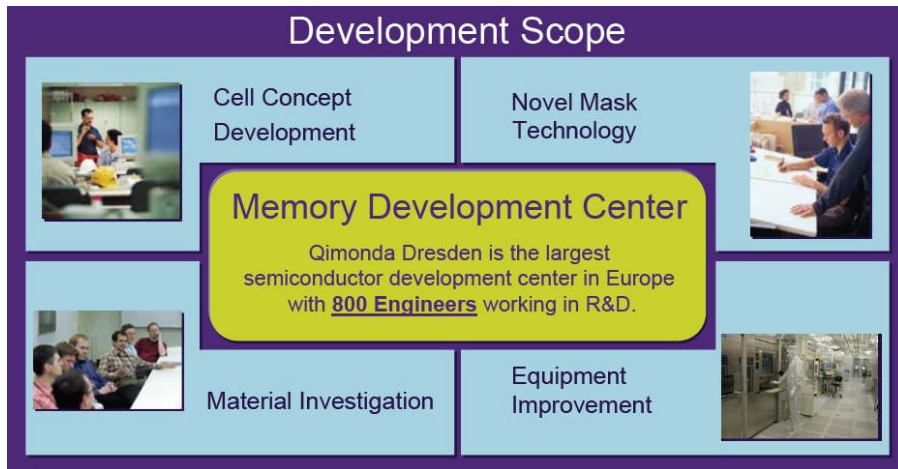 Development Scope
Cell Concept
Development
Novel Mask
Technology
Memory Development Center
Qimonda Dresden is the largest
semiconductor development center in Europe
with 800 Engineers working in R&D.
Material Investigation
Equipment
Improvement